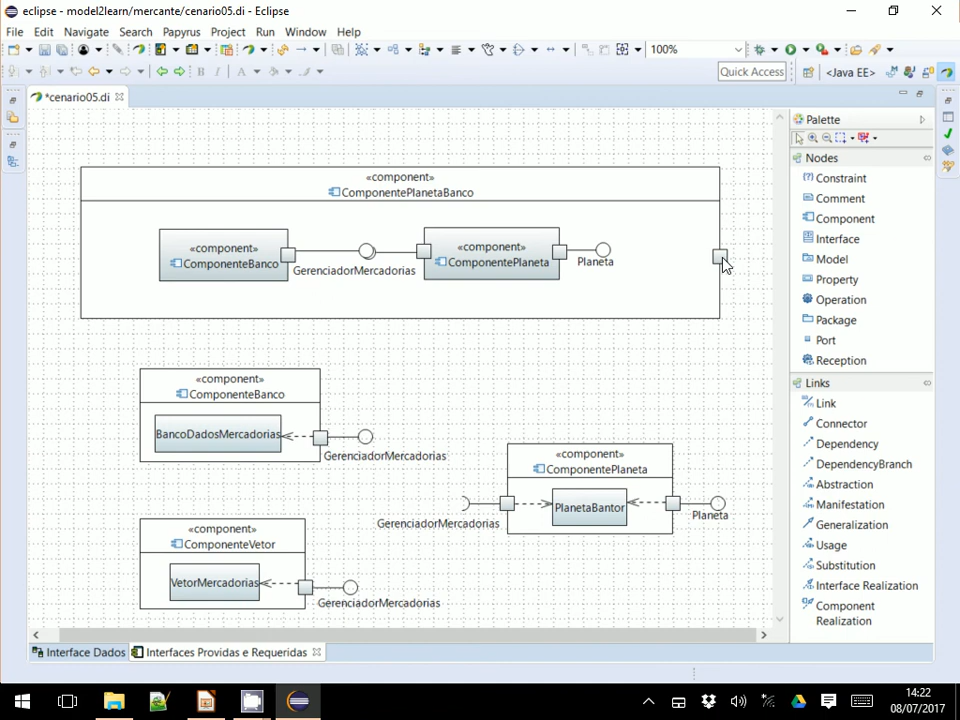 eclipse - model2learn/mercante/cenario05.di - Eclipse
File Edit Navigate Search Papyrus Project Run Window Help
100%
Quick Access
<Java EE>
*cenario05.di
Palette
Nodes
Constraint
Comment
Component
Interface
Model
Property
Operation
Package
Port
Reception
Links
Link
Connector
Dependency
DependencyBranch
Abstraction
Manifestation
Generalization
Usage
Substitution
Interface Realization
Component
Realization
«component»
ComponentePlanetaBanco
«component»
ComponenteBanco
GerenciadorMercadorias
«component»
ComponentePlaneta
Planeta
«component»
ComponenteBanco
BancoDadosMercadorias
GerenciadorMercadorias
«component»
ComponentePlaneta
PlanetaBantor
GerenciadorMercadorias
Planeta
«component»
ComponenteVetor
VetorMercadorias
GerenciadorMercadorias
Interface Dados
Interfaces Providas e Requeridas
14:22
08/07/2017